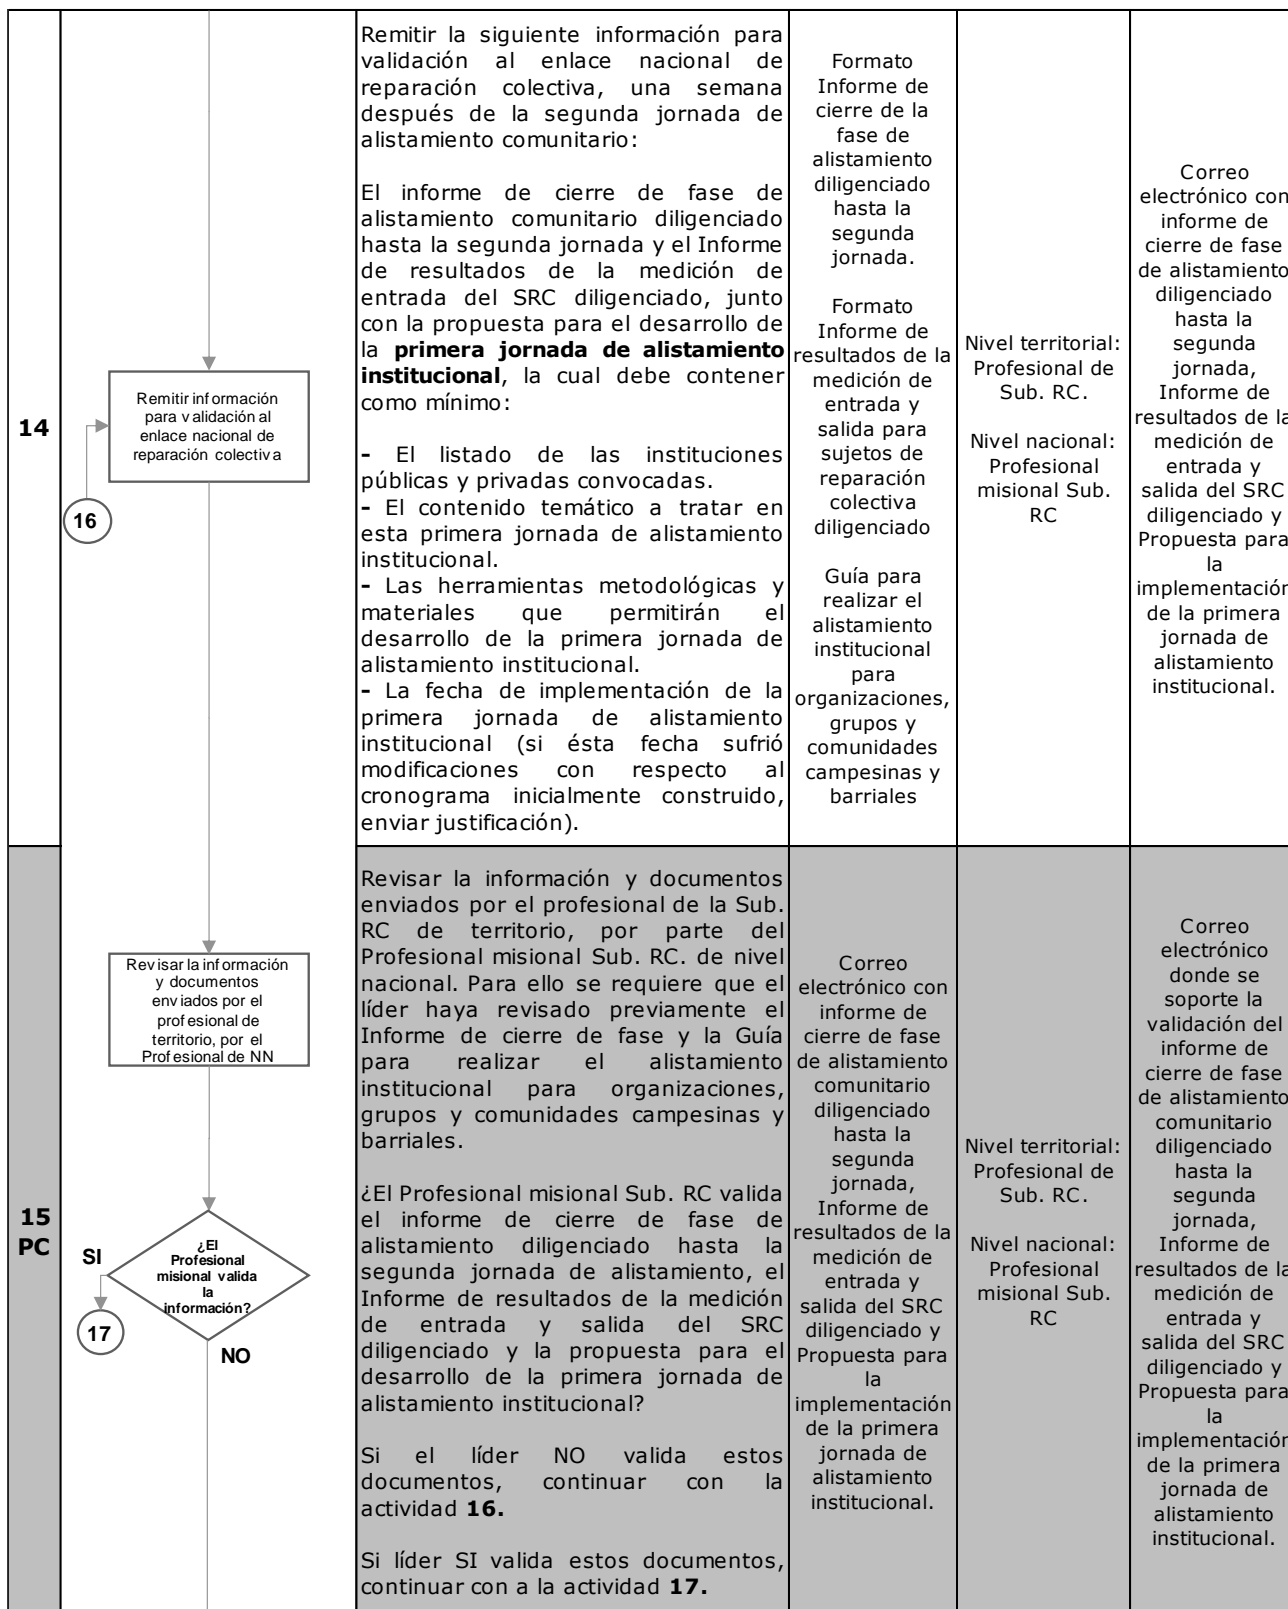 14
Remitir información
para validación al
enlace nacional de
reparación colectiva
16
Remitir la siguiente información para
validación al enlace nacional de
reparación colectiva, una semana
después de la segunda jornada de
alistamiento comunitario:
El informe de cierre de fase de
alistamiento comunitario diligenciado
hasta la segunda jornada y el Informe
de resultados de la medición de
entrada del SRC diligenciado, junto
con la propuesta para el desarrollo de
la primera jornada de alistamiento
institucional, la cual debe contener
como mínimo:
- El listado de las instituciones
públicas y privadas convocadas.
- El contenido temático a tratar en
esta primera jornada de alistamiento
institucional.
- Las herramientas metodológicas y
materiales que permitirán el
desarrollo de la primera jornada de
alistamiento institucional.
- La fecha de implementación de la
primera jornada de alistamiento
institucional (si ésta fecha sufrió
modificaciones con respecto al
cronograma inicialmente construido,
enviar justificación).
Formato
Informe de
cierre de la
fase de
alistamiento
diligenciado
hasta la
segunda
jornada.
Formato
Informe de
resultados de la
medición de
entrada y
salida para
sujetos de
reparación
colectiva
diligenciado
Guía para
realizar el
alistamiento
institucional
para
organizaciones,
grupos y
comunidades
campesinas y
barriales
Nivel territorial:
Profesional de
Sub. RC.
Nivel nacional:
Profesional
misional Sub.
RC
Correo
electrónico con
informe de
cierre de fase
de alistamiento
diligenciado
hasta la
segunda
jornada,
Informe de
resultados de la
medición de
entrada y
salida del SRC
diligenciado y
Propuesta para
la
implementación
de la primera
jornada de
alistamiento
institucional.
15
PC
Revisar la información
y documentos
enviados por el
profesional de
territorio, por el
Profesional de NN
¿El
Profesional
misional valida
la
información?
SI
17
NO
Revisar la información y documentos
enviados por el profesional de la Sub.
RC de territorio, por parte del
Profesional misional Sub. RC. de nivel
nacional. Para ello se requiere que el
líder haya revisado previamente el
Informe de cierre de fase y la Guía
para realizar el alistamiento
institucional para organizaciones,
grupos y comunidades campesinas y
barriales.
¿El Profesional misional Sub. RC valida
el informe de cierre de fase de
alistamiento diligenciado hasta la
segunda jornada de alistamiento, el
Informe de resultados de la medición
de entrada y salida del SRC
diligenciado y la propuesta para el
desarrollo de la primera jornada de
alistamiento institucional?
Si el líder NO valida estos
documentos, continuar con la
actividad 16.
Si líder SI valida estos documentos,
continuar con a la actividad 17.
Correo
electrónico con
informe de
cierre de fase
de alistamiento
comunitario
diligenciado
hasta la
segunda
jornada,
Informe de
resultados de la
medición de
entrada y
salida del SRC
diligenciado y
Propuesta para
la
implementación
de la primera
jornada de
alistamiento
institucional.
Nivel territorial:
Profesional de
Sub. RC.
Nivel nacional:
Profesional
misional Sub.
RC
Correo
electrónico
donde se
soporte la
validación del
informe de
cierre de fase
de alistamiento
comunitario
diligenciado
hasta la
segunda
jornada,
Informe de
resultados de la
medición de
entrada y
salida del SRC
diligenciado y
Propuesta para
la
implementación
de la primera
jornada de
alistamiento
institucional.